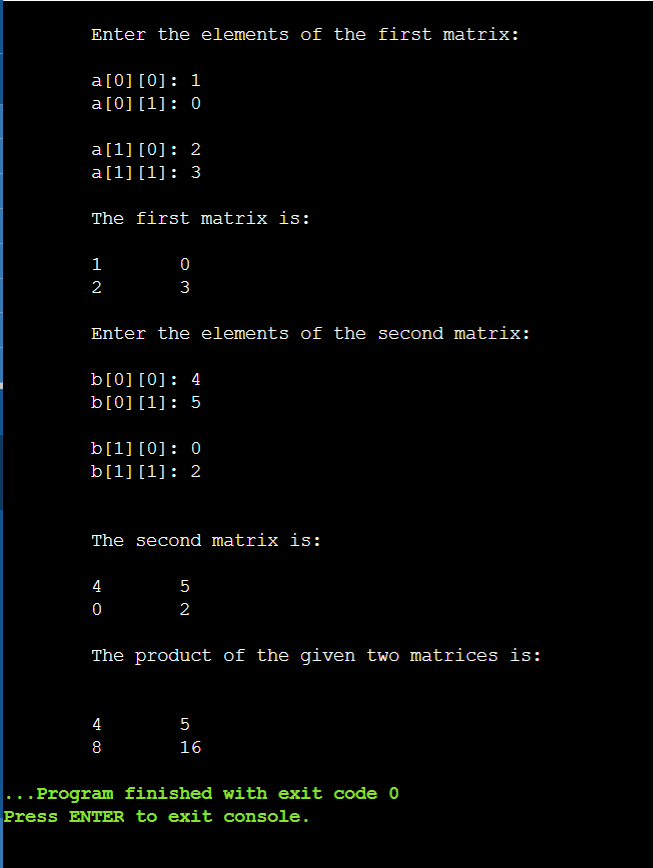 Enter the elements of the first matrix:
a[0][0]: 1
a[0][1]: 0
a[1][0]: 2
a[1][1]: 3
The first matrix is:
1 0
2 3
Enter the elements of the second matrix:
b[0][0]: 4
b[0][1]: 5
b[1][0]: 0
b[1][1]: 2
The second matrix is:
4 5
0 2
The product of the given two matrices is:
4 5
8 16
...Program finished with exit code 0
Press ENTER to exit console.